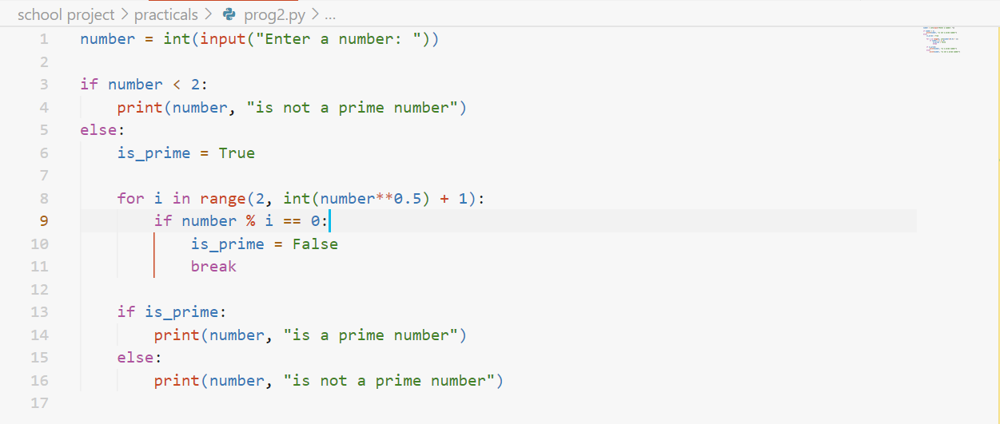 school project > practicals > prog2.py > ...
1 number = int(input("Enter a number: "))
2
3 if number < 2:
4     print(number, "is not a prime number")
5 else:
6     is_prime = True
7
8     for i in range(2, int(number**0.5) + 1):
9         if number % i == 0:
10             is_prime = False
11             break
12
13     if is_prime:
14         print(number, "is a prime number")
15     else:
16         print(number, "is not a prime number")
17